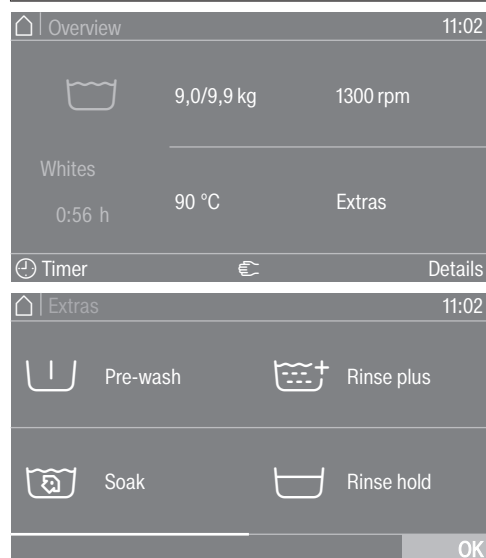 Overview 11:02
9,0/9,9 kg 1300 rpm
Whites
0:56 h
90 °C Extras
Timer Details
Extras 11:02
Pre-wash Rinse plus
Soak Rinse hold
OK